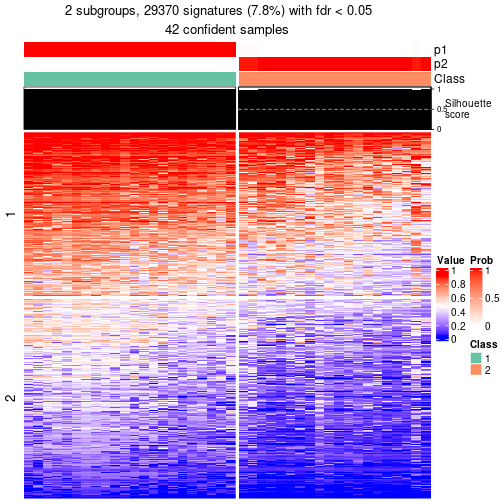 2 subgroups, 29370 signatures (7.8%) with fdr < 0.05
42 confident samples
p1
p2
Class
1
0.5
0
Silhouette
score
1
2
Value
1
0.8
0.6
0.4
0.2
0
Prob
1
0.5
0
Class
1
2